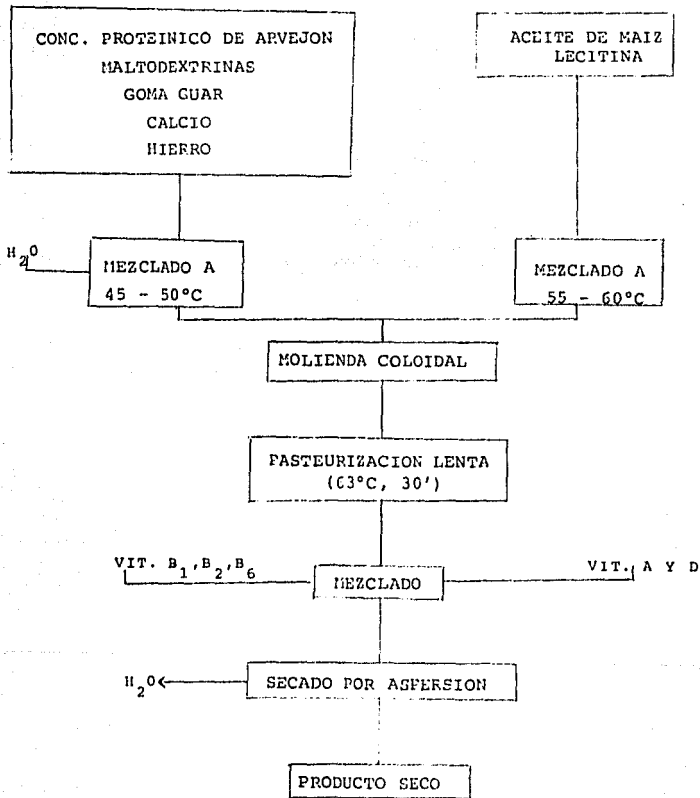 CONC. PROTEINICO DE ARVEJON
MALTODEXTRINAS
GOMA GUAR
CALCIO
HIERRO
ACEITE DE MAIZ
LECITINA
H2O
MEZCLADO A
45 - 50°C
MEZCLADO A
55 - 60°C
MOLIENDA COLOIDAL
PASTEURIZACION LENTA
(63°C, 30')
VIT. B1,B2,B6
MEZCLADO
VIT. A Y D
H2O
SECADO POR ASPERSION
PRODUCTO SECO